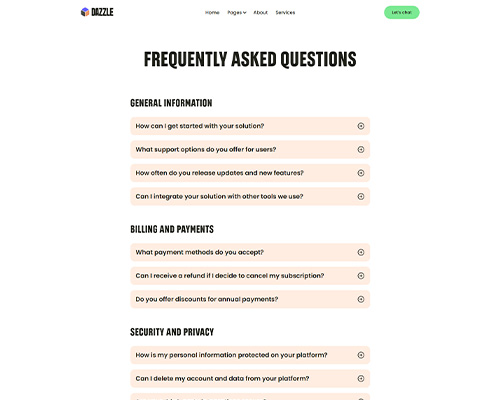 DAZZLE
Home Pages About Services
Let's chat
FREQUENTLY ASKED QUESTIONS
GENERAL INFORMATION
How can I get started with your solution?
What support options do you offer for users?
How often do you release updates and new features?
Can I integrate your solution with other tools we use?
BILLING AND PAYMENTS
What payment methods do you accept?
Can I receive a refund if I decide to cancel my subscription?
Do you offer discounts for annual payments?
SECURITY AND PRIVACY
How is my personal information protected on your platform?
Can I delete my account and data from your platform?